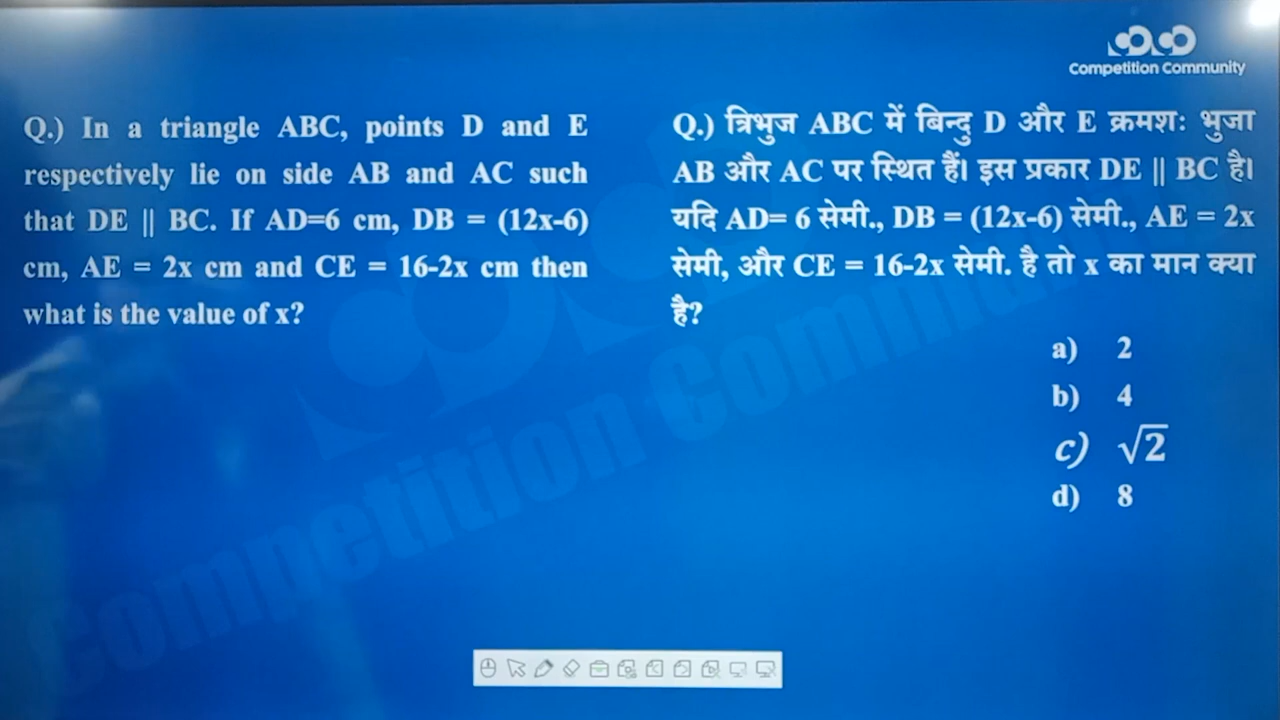 Competition Community
Q.) In a triangle ABC, points D and E
respectively lie on side AB and AC such
that DE || BC. If AD=6 cm, DB = (12x-6)
cm, AE = 2x cm and CE = 16-2x cm then
what is the value of x?
Q.) त्रिभुज ABC में बिन्दु D और E क्रमश: भुजा
AB और AC पर स्थित हैं। इस प्रकार DE || BC है।
यदि AD= 6 सेमी., DB = (12x-6) सेमी., AE = 2x
सेमी, और CE = 16-2x सेमी. है तो x का मान क्या
है?
a) 2
b) 4
c) √2
d) 8
Competition Community